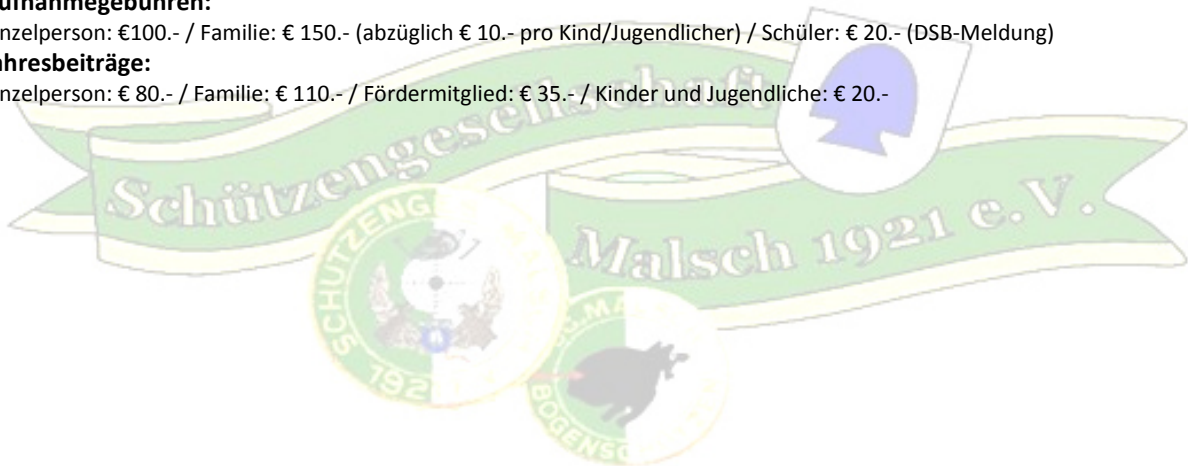 ufnahmegebühren:
nzelperson: €100.- / Familie: € 150.- (abzüglich € 10.- pro Kind/Jugendlicher) / Schüler: € 20.- (DSB-Meldung)
ahresbeiträge:
nzelperson: € 80.- / Familie: € 110.- / Fördermitglied: € 35.- / Kinder und Jugendliche: € 20.-
Schützengesellschaft
Malsch 1921 e.V.